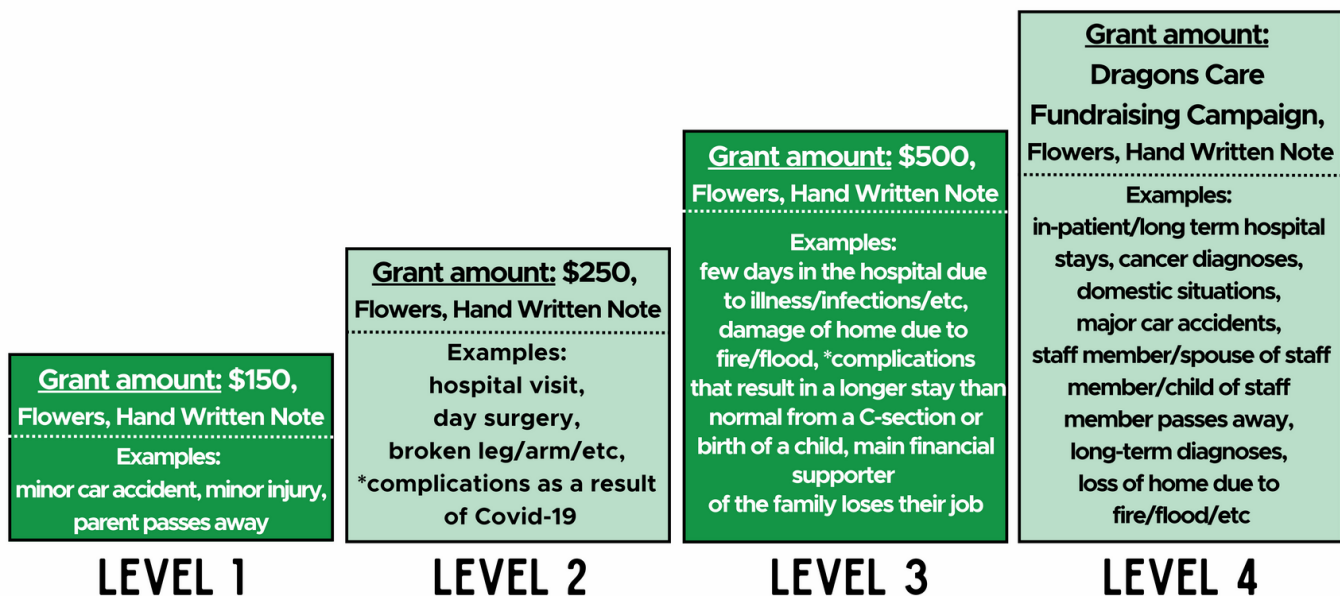 Grant amount: $150,
Flowers, Hand Written Note
Examples:
minor car accident, minor injury,
parent passes away
LEVEL 1
Grant amount: $250,
Flowers, Hand Written Note
Examples:
hospital visit,
day surgery,
broken leg/arm/etc,
*complications as a result
of Covid-19
LEVEL 2
Grant amount: $500,
Flowers, Hand Written Note
Examples:
few days in the hospital due
to illness/infections/etc,
damage of home due to
fire/flood, *complications
that result in a longer stay than
normal from a C-section or
birth of a child, main financial
supporter
of the family loses their job
LEVEL 3
Grant amount:
Dragons Care
Fundraising Campaign,
Flowers, Hand Written Note
Examples:
in-patient/long term hospital
stays, cancer diagnoses,
domestic situations,
major car accidents,
staff member/spouse of staff
member/child of staff
member passes away,
long-term diagnoses,
loss of home due to
fire/flood/etc
LEVEL 4